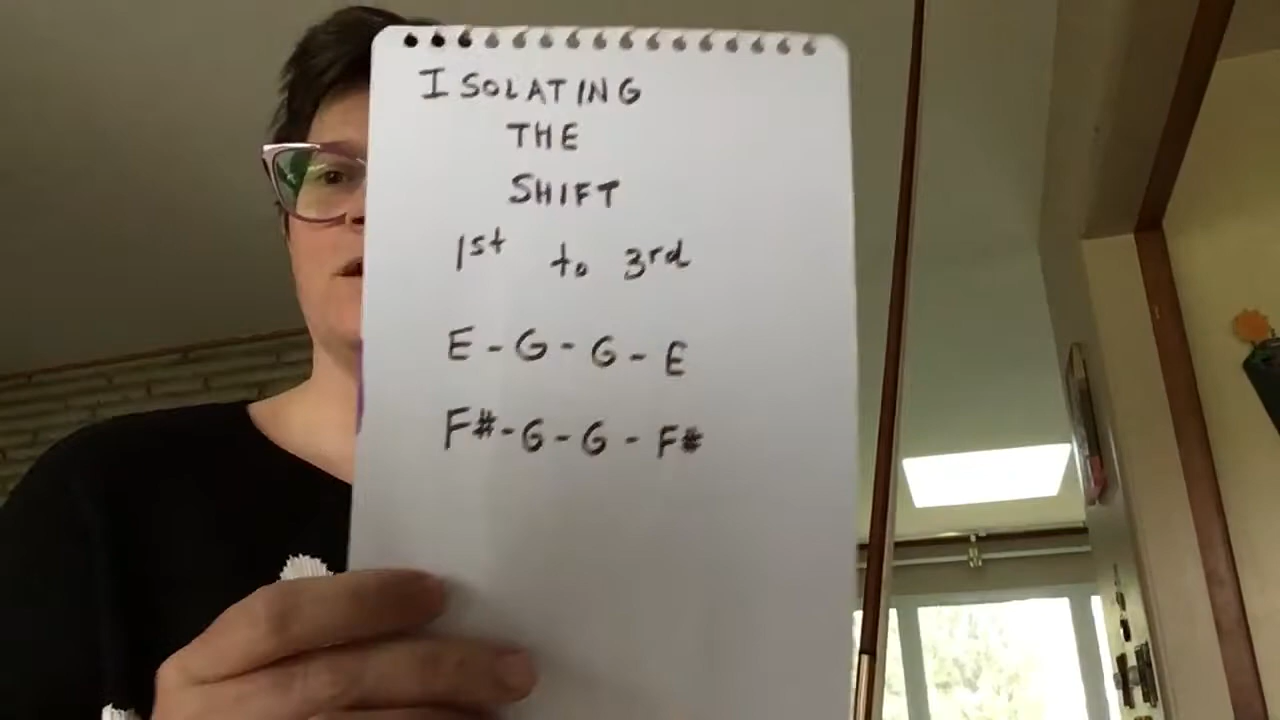 ISOLATING
THE
SHIFT
1st to 3rd
E - G - G - E
F# - G - G - F#